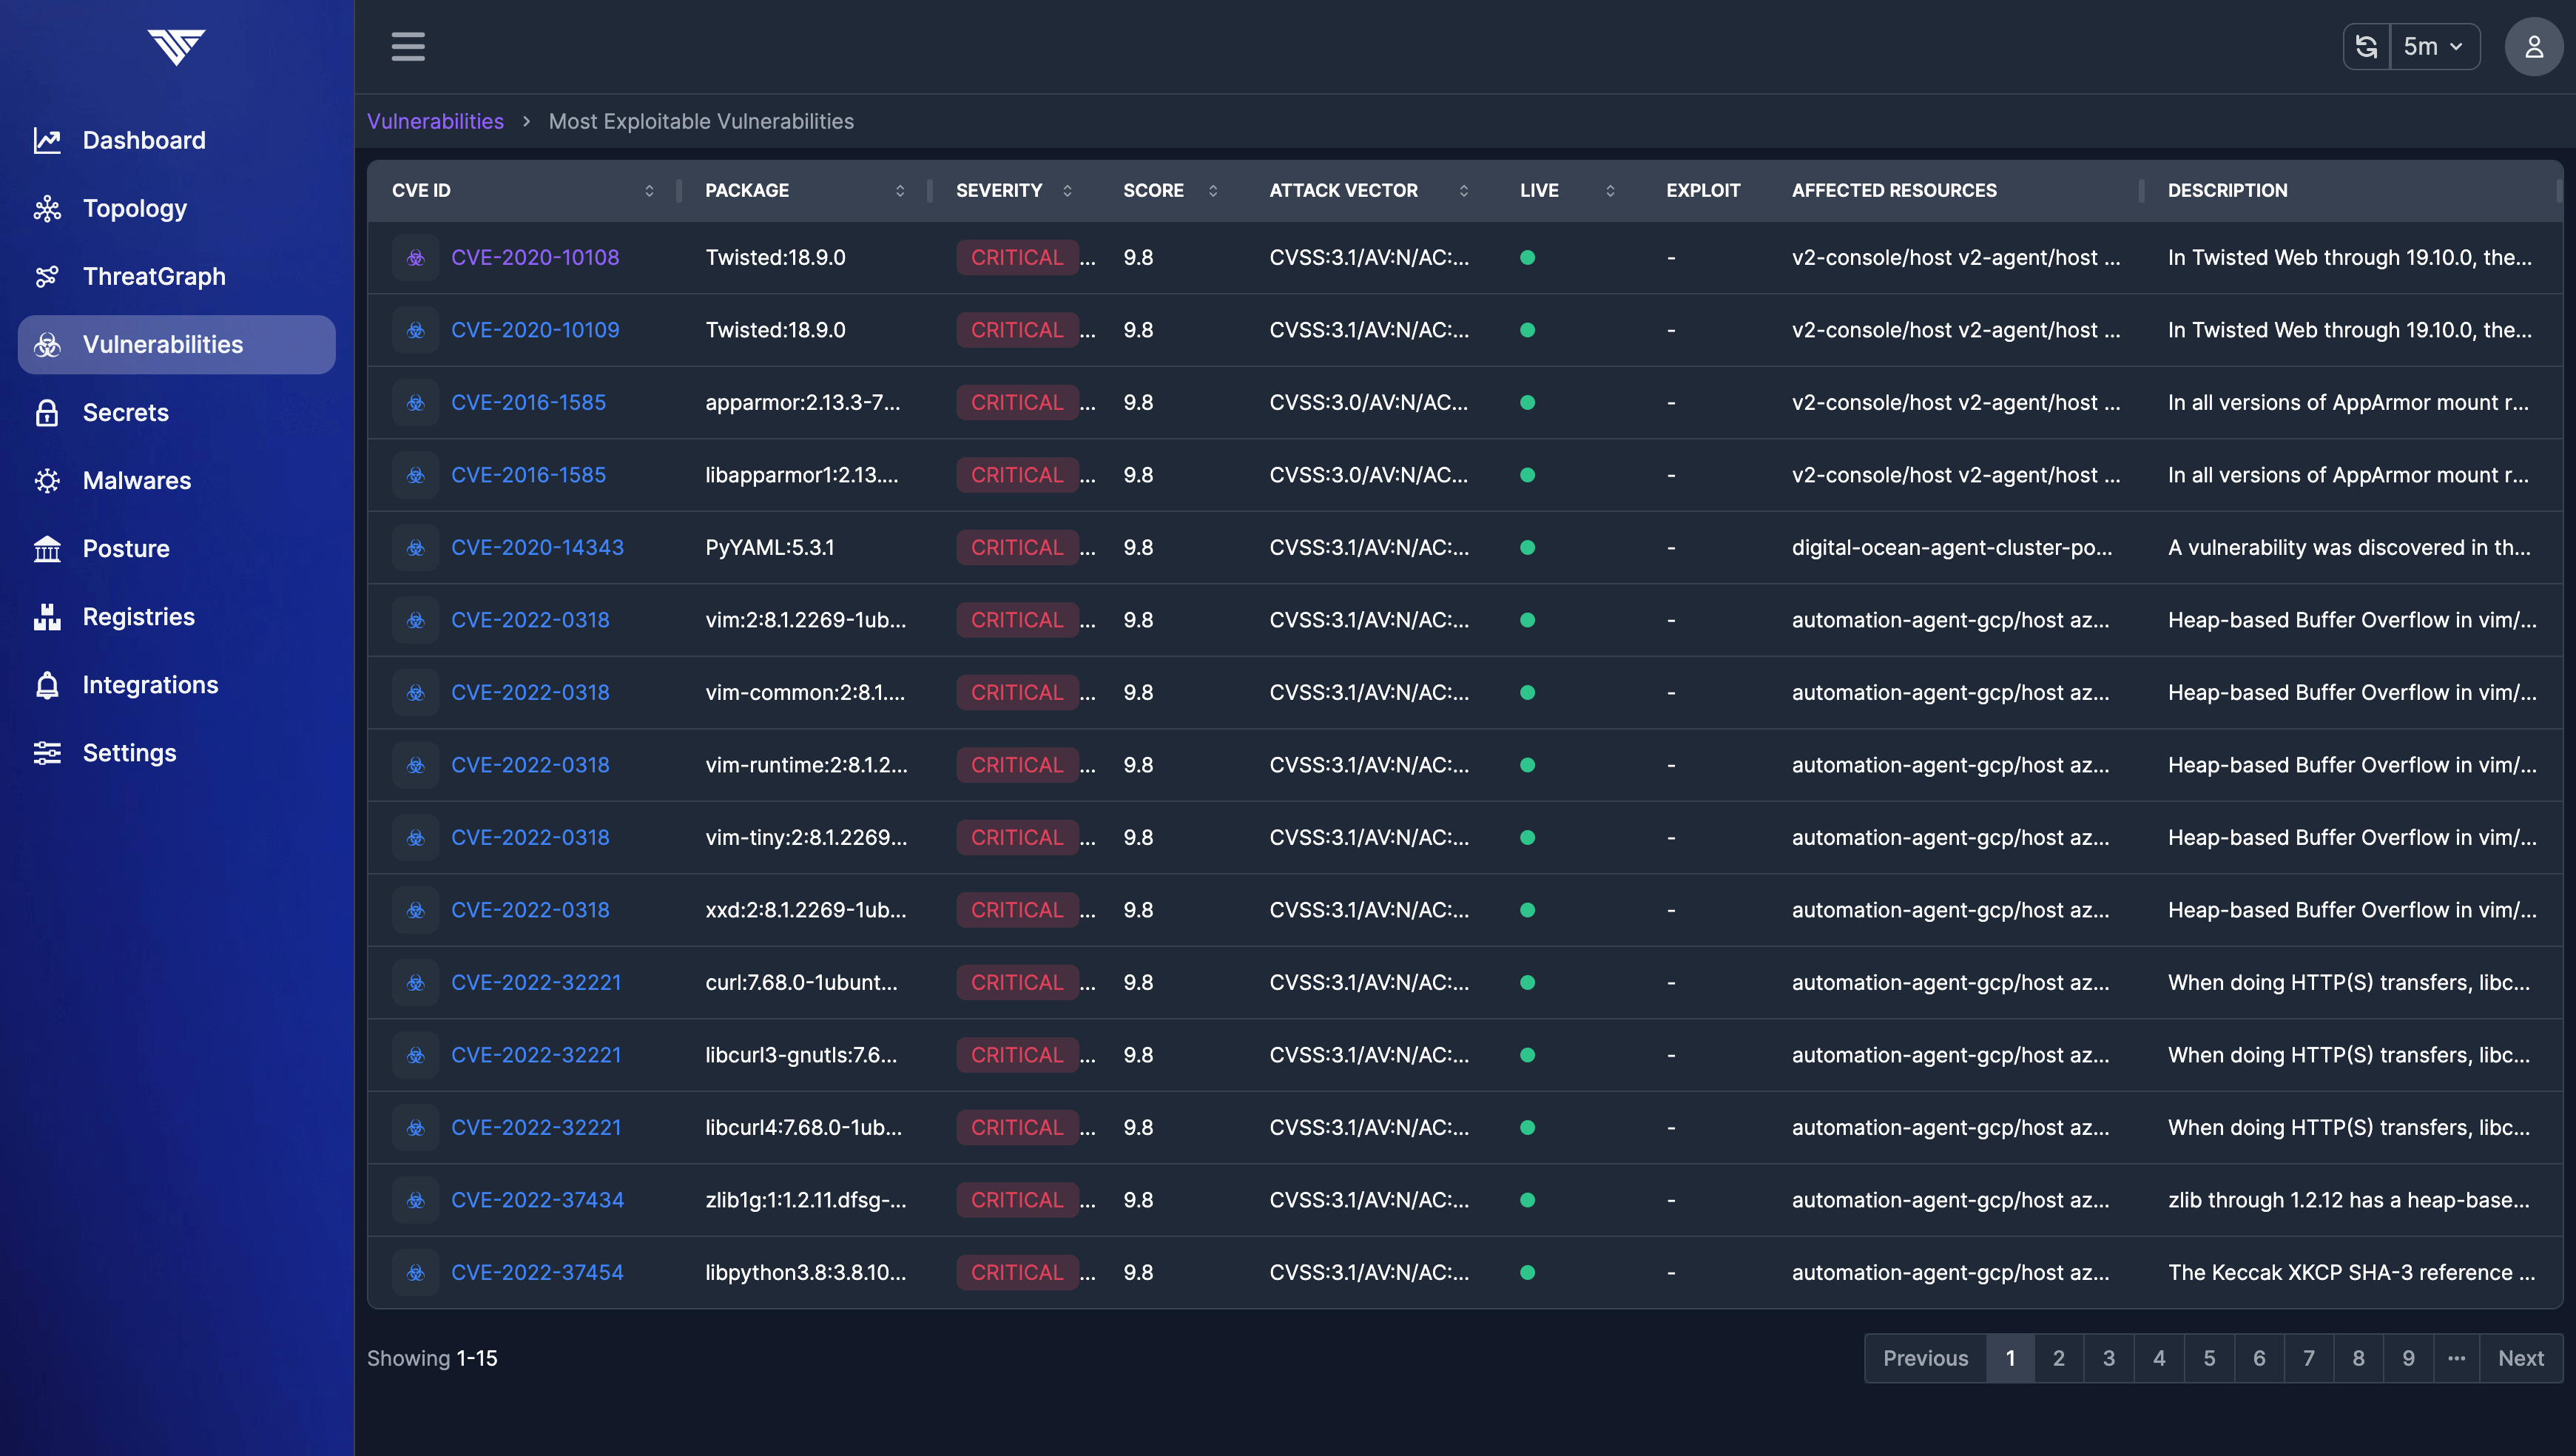 5m
Dashboard
Topology
ThreatGraph
Vulnerabilities
Secrets
Malwares
Posture
Registries
Integrations
Settings
Vulnerabilities > Most Exploitable Vulnerabilities
CVE ID PACKAGE SEVERITY SCORE ATTACK VECTOR LIVE EXPLOIT AFFECTED RESOURCES DESCRIPTION
CVE-2020-10108 Twisted:18.9.0 CRITICAL ... 9.8 CVSS:3.1/AV:N/AC:... - v2-console/host v2-agent/host ... In Twisted Web through 19.10.0, the...
CVE-2020-10109 Twisted:18.9.0 CRITICAL ... 9.8 CVSS:3.1/AV:N/AC:... - v2-console/host v2-agent/host ... In Twisted Web through 19.10.0, the...
CVE-2016-1585 apparmor:2.13.3-7... CRITICAL ... 9.8 CVSS:3.0/AV:N/AC... - v2-console/host v2-agent/host ... In all versions of AppArmor mount r...
CVE-2016-1585 libapparmor1:2.13.... CRITICAL ... 9.8 CVSS:3.0/AV:N/AC... - v2-console/host v2-agent/host ... In all versions of AppArmor mount r...
CVE-2020-14343 PyYAML:5.3.1 CRITICAL ... 9.8 CVSS:3.1/AV:N/AC:... - digital-ocean-agent-cluster-po... A vulnerability was discovered in th...
CVE-2022-0318 vim:2:8.1.2269-1ub... CRITICAL ... 9.8 CVSS:3.1/AV:N/AC:... - automation-agent-gcp/host az... Heap-based Buffer Overflow in vim/...
CVE-2022-0318 vim-common:2:8.1.... CRITICAL ... 9.8 CVSS:3.1/AV:N/AC:... - automation-agent-gcp/host az... Heap-based Buffer Overflow in vim/...
CVE-2022-0318 vim-runtime:2:8.1.2... CRITICAL ... 9.8 CVSS:3.1/AV:N/AC:... - automation-agent-gcp/host az... Heap-based Buffer Overflow in vim/...
CVE-2022-0318 vim-tiny:2:8.1.2269... CRITICAL ... 9.8 CVSS:3.1/AV:N/AC:... - automation-agent-gcp/host az... Heap-based Buffer Overflow in vim/...
CVE-2022-0318 xxd:2:8.1.2269-1ub... CRITICAL ... 9.8 CVSS:3.1/AV:N/AC:... - automation-agent-gcp/host az... Heap-based Buffer Overflow in vim/...
CVE-2022-32221 curl:7.68.0-1ubunt... CRITICAL ... 9.8 CVSS:3.1/AV:N/AC:... - automation-agent-gcp/host az... When doing HTTP(S) transfers, libc...
CVE-2022-32221 libcurl3-gnutls:7.6... CRITICAL ... 9.8 CVSS:3.1/AV:N/AC:... - automation-agent-gcp/host az... When doing HTTP(S) transfers, libc...
CVE-2022-32221 libcurl4:7.68.0-1ub... CRITICAL ... 9.8 CVSS:3.1/AV:N/AC:... - automation-agent-gcp/host az... When doing HTTP(S) transfers, libc...
CVE-2022-37434 zlib1g:1:1.2.11.dfsg-... CRITICAL ... 9.8 CVSS:3.1/AV:N/AC:... - automation-agent-gcp/host az... zlib through 1.2.12 has a heap-base...
CVE-2022-37454 libpython3.8:3.8.10... CRITICAL ... 9.8 CVSS:3.1/AV:N/AC:... - automation-agent-gcp/host az... The Keccak XKCP SHA-3 reference ...
Showing 1-15
Previous 1 2 3 4 5 6 7 8 9 ... Next